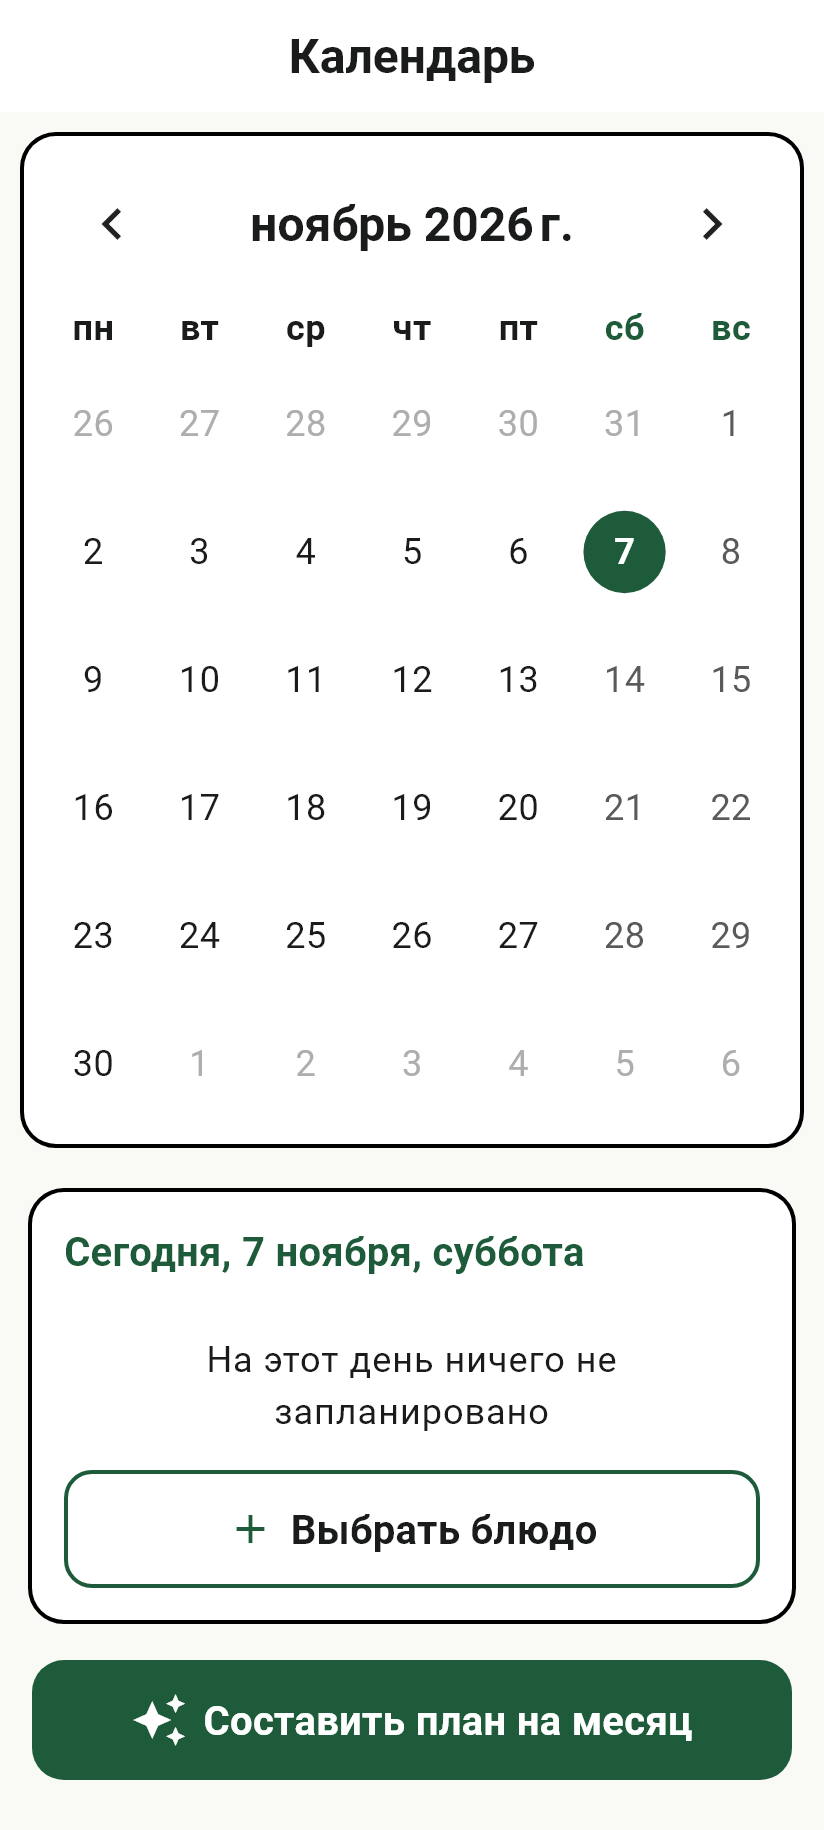 Календарь
ноябрь 2026 г.
пн вт ср чт пт сб вс
26 27 28 29 30 31 1
2 3 4 5 6 7 8
9 10 11 12 13 14 15
16 17 18 19 20 21 22
23 24 25 26 27 28 29
30 1 2 3 4 5 6
Сегодня, 7 ноября, суббота
На этот день ничего не
запланировано
Выбрать блюдо
Составить план на месяц